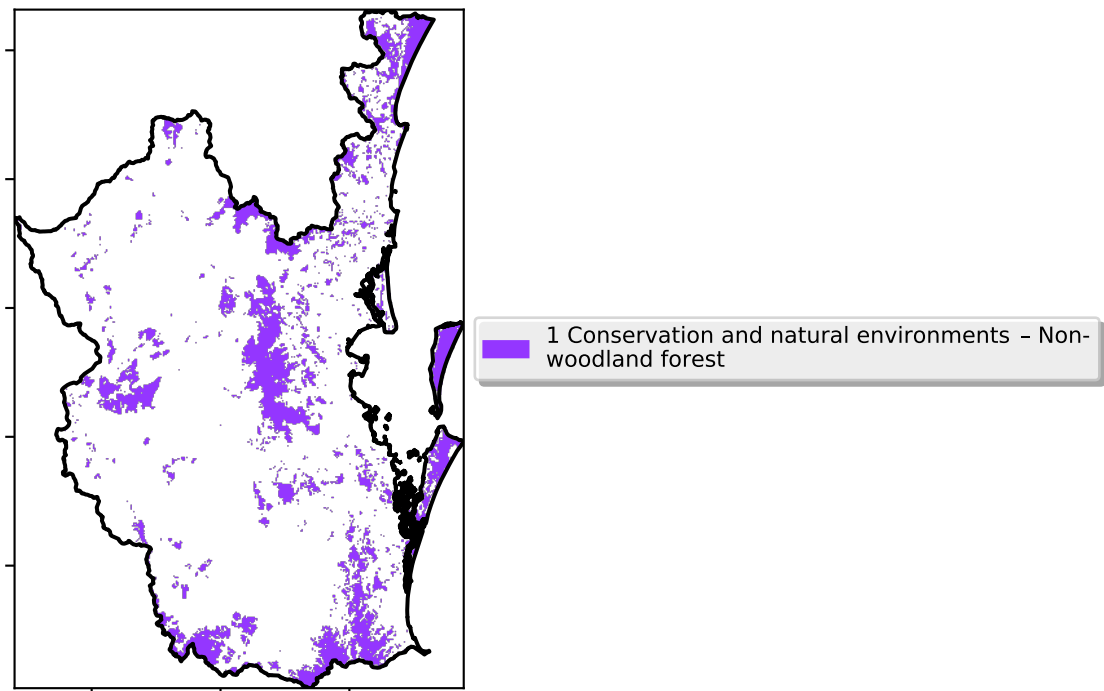 1 Conservation and natural environments – Non-
woodland forest